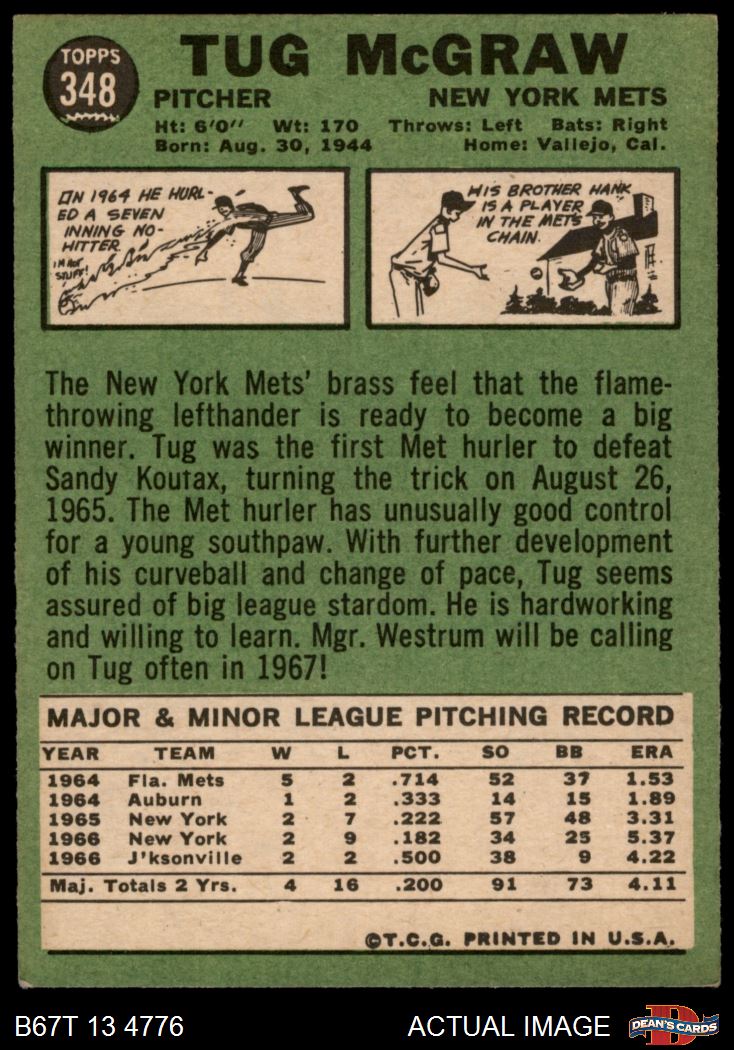 TOPPS
348
TUG McGRAW
PITCHER NEW YORK METS
Ht: 6'0" Wt: 170 Throws: Left Bats: Right
Born: Aug. 30, 1944 Home: Vallejo, Cal.
IN 1964 HE HURL-
ED A SEVEN
INNING NO-
HITTER.
I'M HOT
STUFF!
HIS BROTHER HANK
IS A PLAYER
IN THE METS
CHAIN.
The New York Mets' brass feel that the flame-
throwing lefthander is ready to become a big
winner. Tug was the first Met hurler to defeat
Sandy Koufax, turning the trick on August 26,
1965. The Met hurler has unusually good control
for a young southpaw. With further development
of his curveball and change of pace, Tug seems
assured of big league stardom. He is hardworking
and willing to learn. Mgr. Westrum will be calling
on Tug often in 1967!
MAJOR & MINOR LEAGUE PITCHING RECORD
YEAR TEAM W L PCT. SO BB ERA
1964 Fla. Mets 5 2 .714 52 37 1.53
1964 Auburn 1 2 .333 14 15 1.89
1965 New York 2 7 .222 57 48 3.31
1966 New York 2 9 .182 34 25 5.37
1966 J'ksonville 2 2 .500 38 9 4.22
Maj. Totals 2 Yrs. 4 16 .200 91 73 4.11
©T.C.G. PRINTED IN U.S.A.
B67T 13 4776 ACTUAL IMAGE D DEAN'S CARDS